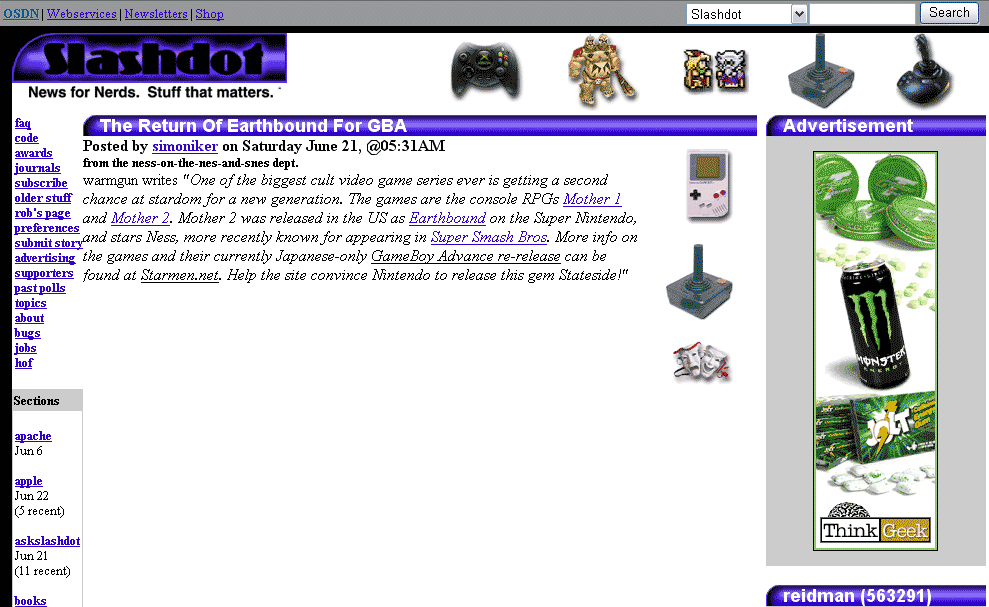 OSDN | Webservices | Newsletters | Shop
Slashdot
Search
Slashdot
News for Nerds. Stuff that matters.
faq
code
awards
journals
subscribe
older stuff
rob's page
preferences
submit story
advertising
supporters
past polls
topics
about
bugs
jobs
hof
Sections
apache
Jun 6
apple
Jun 22
(5 recent)
askslashdot
Jun 21
(11 recent)
books
The Return Of Earthbound For GBA
Posted by simoniker on Saturday June 21, @05:31AM
from the ness-on-the-nes-and-snes dept.
warmgun writes "One of the biggest cult video game series ever is getting a second
chance at stardom for a new generation. The games are the console RPGs Mother 1
and Mother 2. Mother 2 was released in the US as Earthbound on the Super Nintendo,
and stars Ness, more recently known for appearing in Super Smash Bros. More info on
the games and their currently Japanese-only GameBoy Advance re-release can be
found at Starmen.net. Help the site convince Nintendo to release this gem Stateside!"
Advertisement
MONSTER
ENERGY
JOLT
ThinkGeek
reidman (563291)